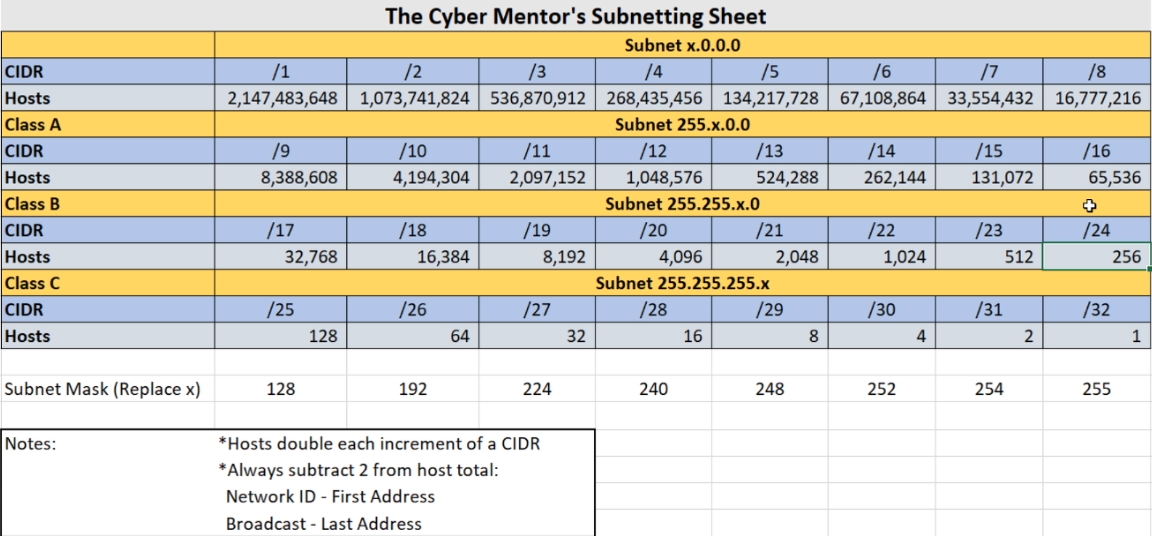 The Cyber Mentor's Subnetting Sheet
Subnet x.0.0.0
CIDR /1 /2 /3 /4 /5 /6 /7 /8
Hosts 2,147,483,648 1,073,741,824 536,870,912 268,435,456 134,217,728 67,108,864 33,554,432 16,777,216
Class A Subnet 255.x.0.0
CIDR /9 /10 /11 /12 /13 /14 /15 /16
Hosts 8,388,608 4,194,304 2,097,152 1,048,576 524,288 262,144 131,072 65,536
Class B Subnet 255.255.x.0
CIDR /17 /18 /19 /20 /21 /22 /23 /24
Hosts 32,768 16,384 8,192 4,096 2,048 1,024 512 256
Class C Subnet 255.255.255.x
CIDR /25 /26 /27 /28 /29 /30 /31 /32
Hosts 128 64 32 16 8 4 2 1
Subnet Mask (Replace x) 128 192 224 240 248 252 254 255
Notes: *Hosts double each increment of a CIDR
*Always subtract 2 from host total:
Network ID - First Address
Broadcast - Last Address